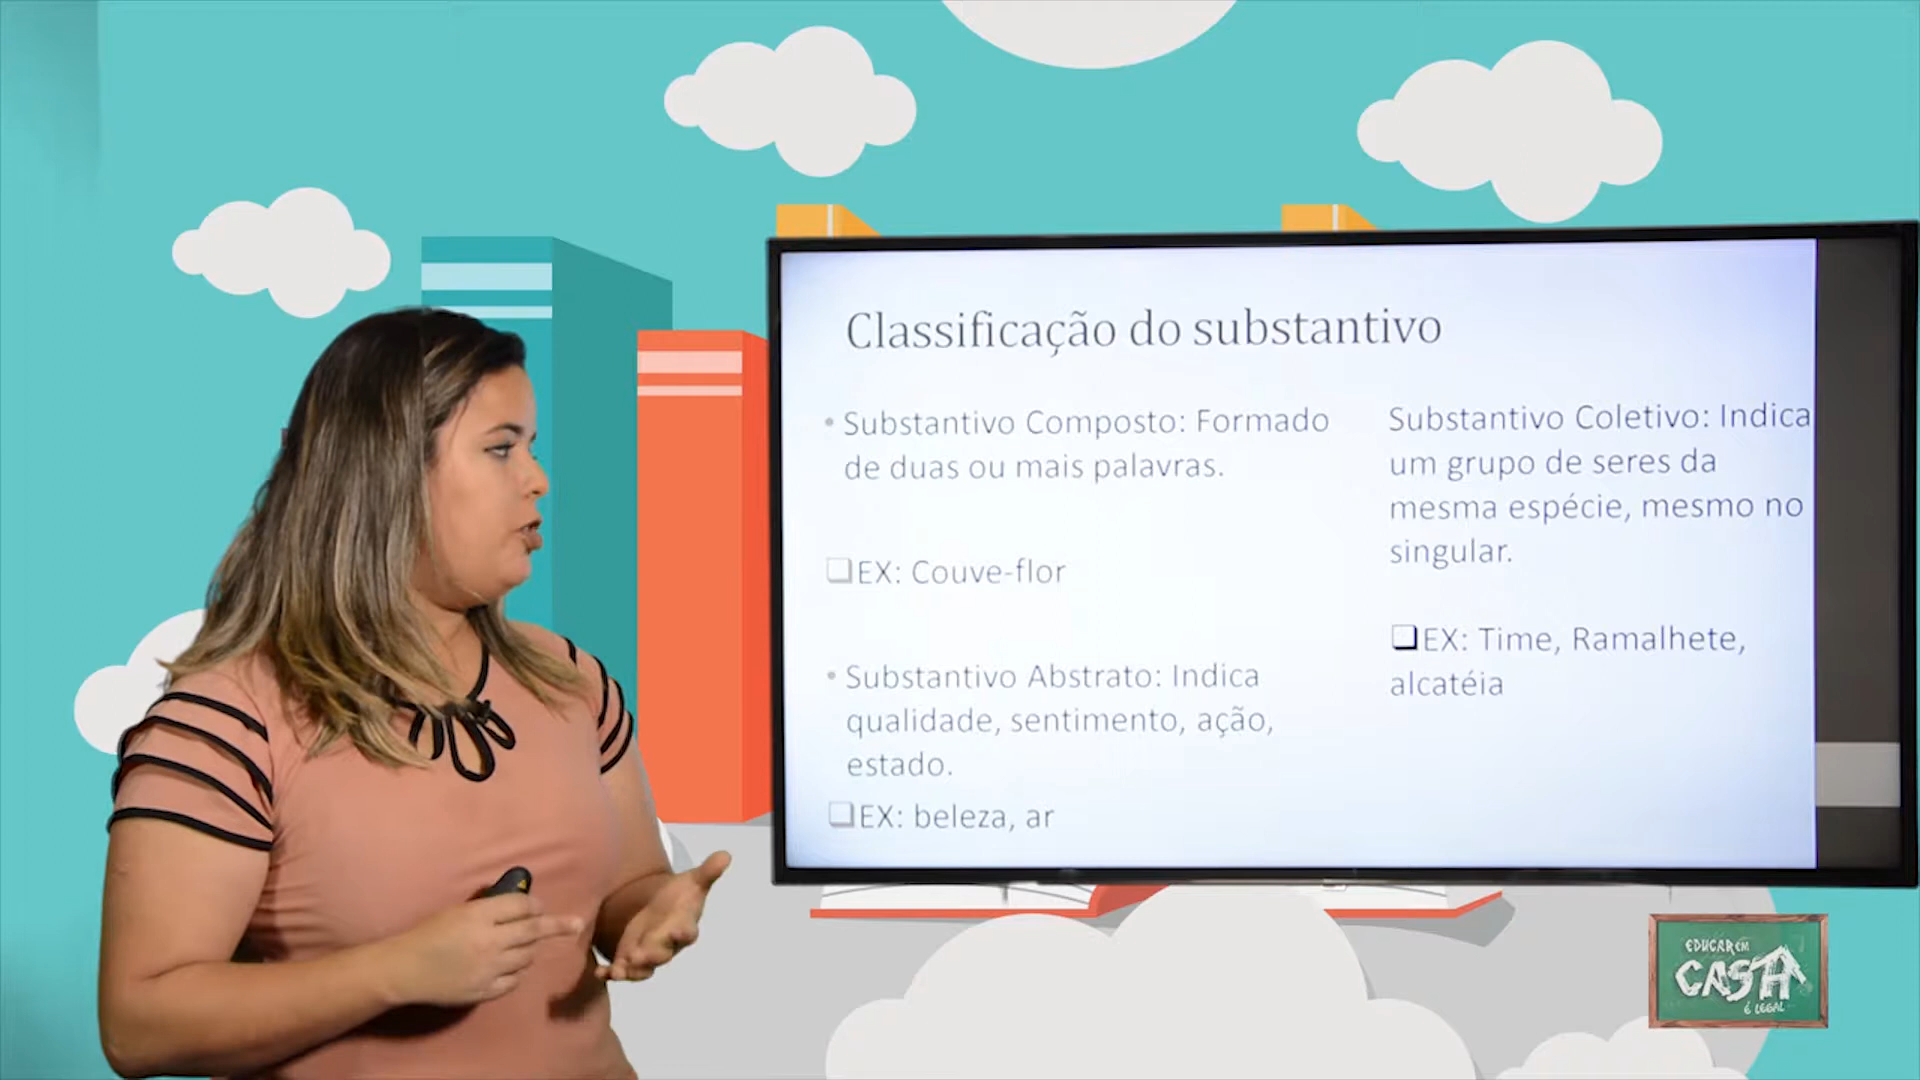 Classificação do substantivo
• Substantivo Composto: Formado
de duas ou mais palavras.
❑EX: Couve-flor
• Substantivo Abstrato: Indica
qualidade, sentimento, ação,
estado.
❑EX: beleza, ar
Substantivo Coletivo: Indica
um grupo de seres da
mesma espécie, mesmo no
singular.
❑EX: Time, Ramalhete,
alcatéia
EDUCAR EM
CASA
É LEGAL